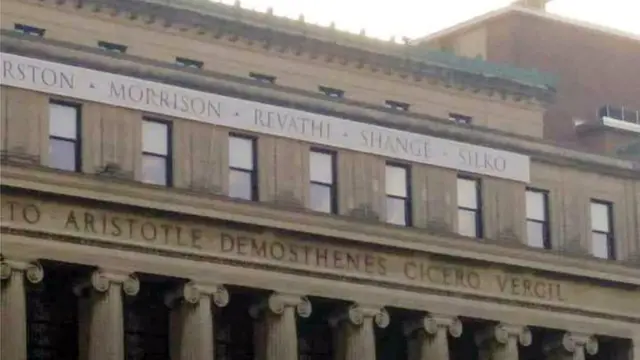 RSTON · MORRISON · REVATHI · SHANGE · SILKO
TO ARISTOTLE DEMOSTHENES CICERO VERGIL